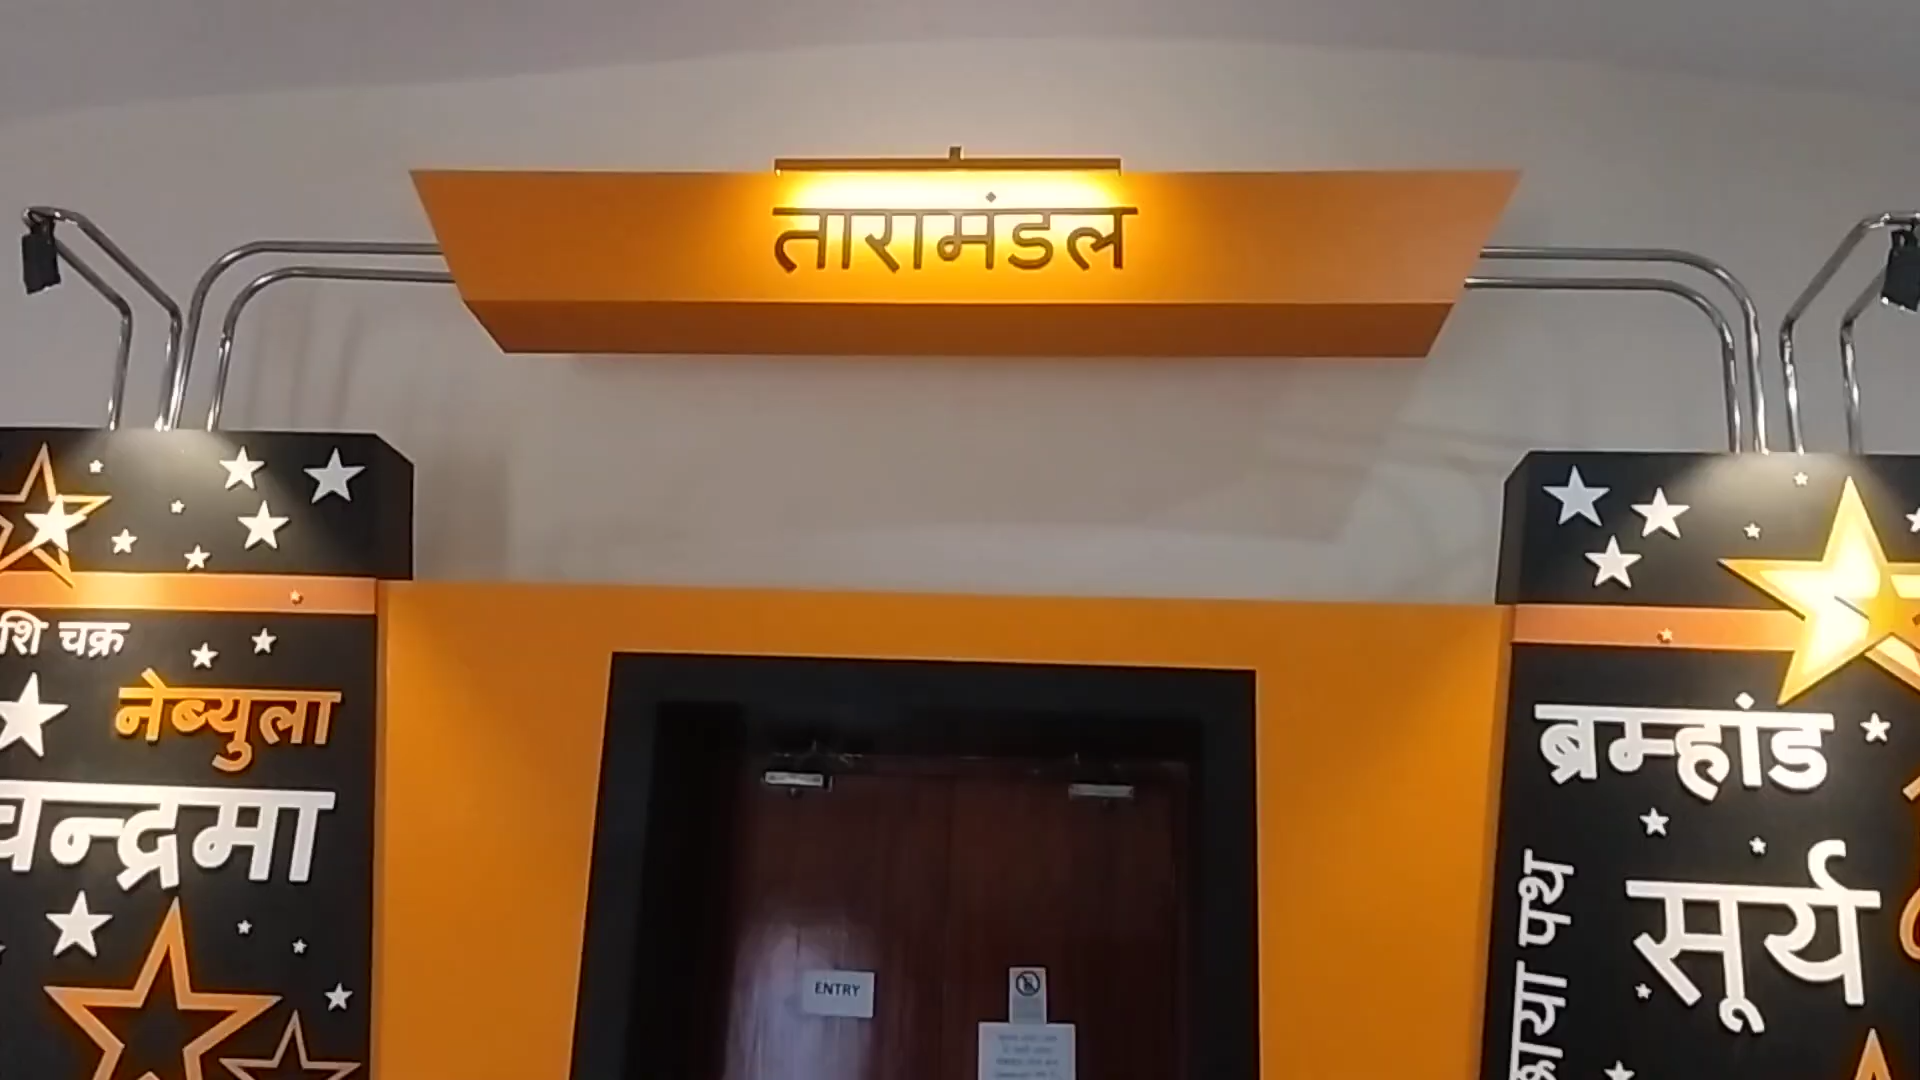 तारामंडल
चक्र
नेब्युला
चन्द्रमा
ब्रम्हांड
सूर्य
पथ
ENTRY